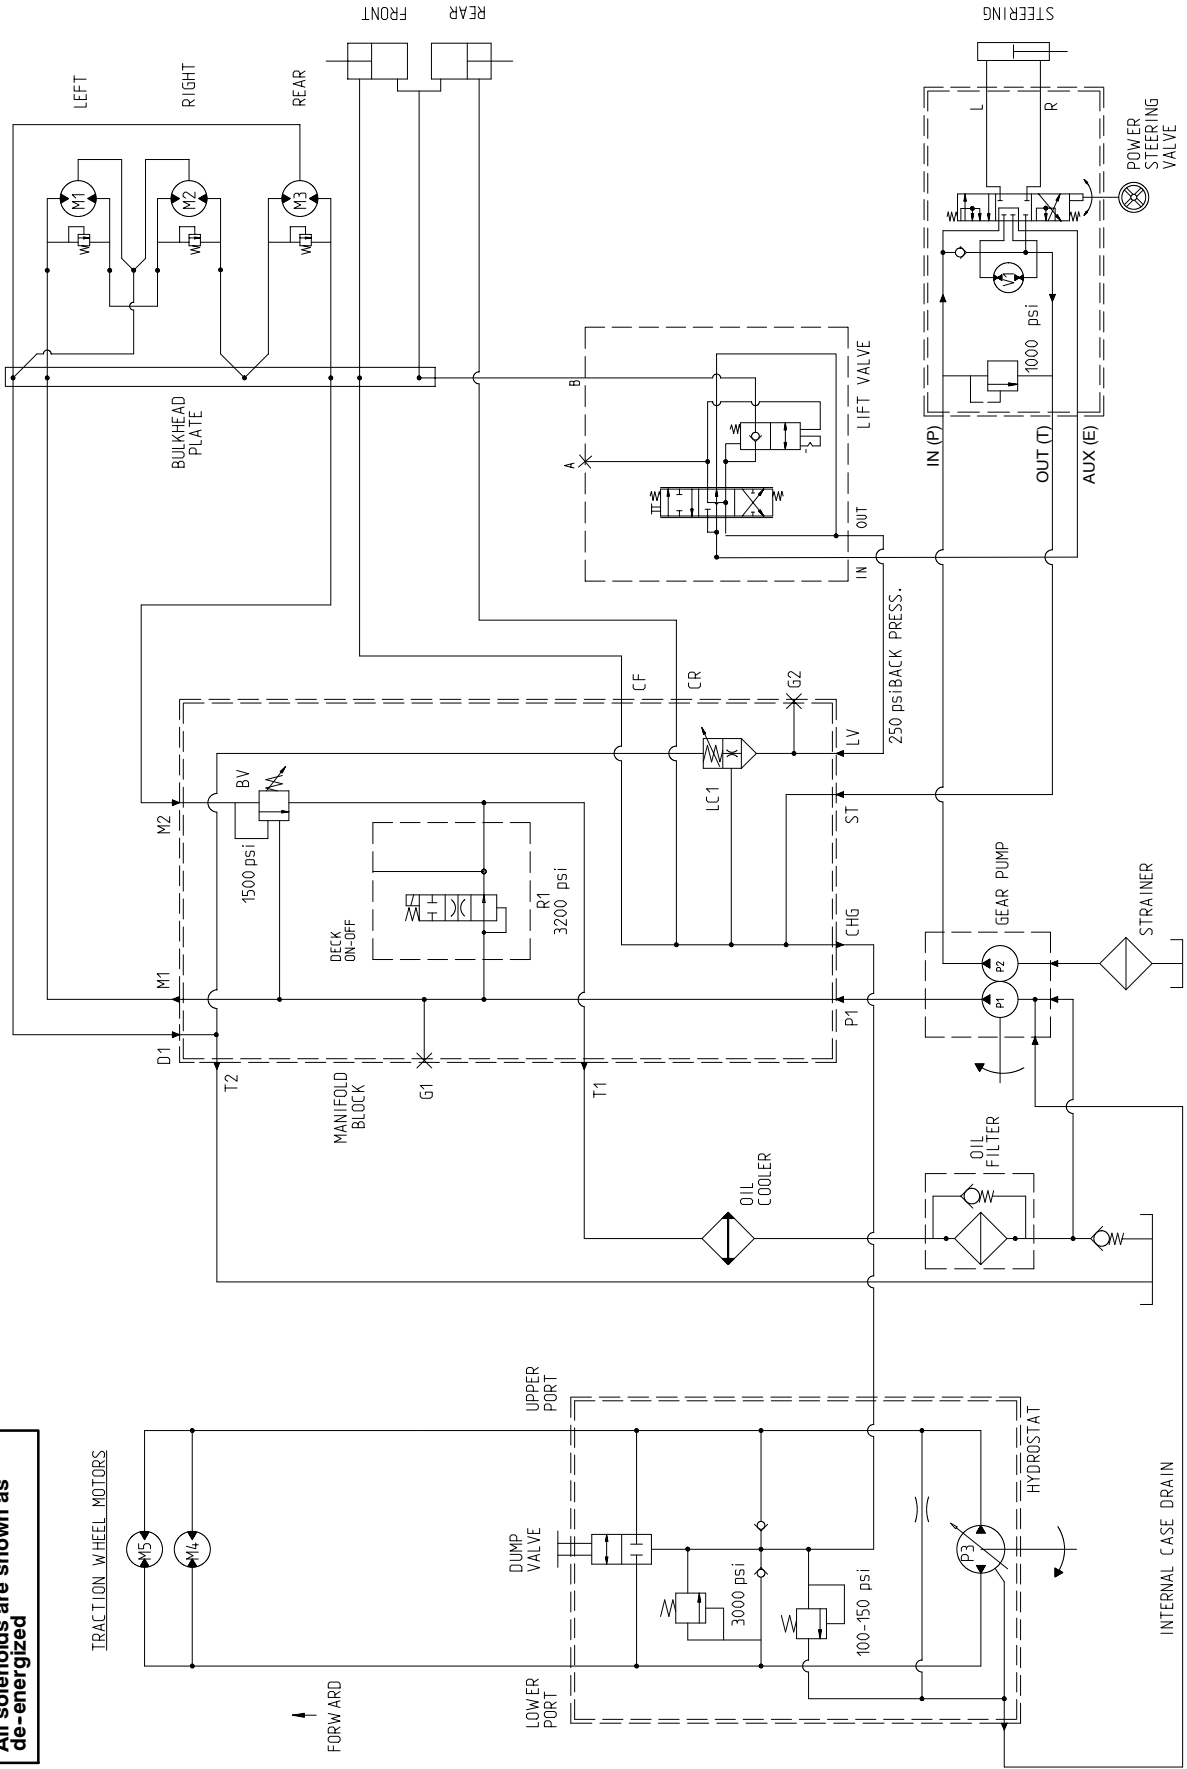 FRONT
REAR
STEERING
LEFT
RIGHT
REAR
M1
M2
M3
W
W
W
L
R
POWER
STEERING
VALVE
V1
1000 psi
BULKHEAD
PLATE
B
A
LIFT VALVE
IN
OUT
IN (P)
OUT (T)
AUX (E)
250 psiBACK PRESS.
CF
CR
G2
LV
LC1
ST
M2
BV
1500 psi
DECK
ON-OFF
R1
3200 psi
CHG
M1
P1
D1
T2
G1
T1
MANIFOLD
BLOCK
GEAR PUMP
P1
P2
STRAINER
OIL
COOLER
OIL
FILTER
All solenoids are shown as
de-energized
TRACTION WHEEL MOTORS
M5
M4
FORWARD
UPPER
PORT
LOWER
PORT
DUMP
VALVE
3000 psi
100-150 psi
P3
HYDROSTAT
INTERNAL CASE DRAIN